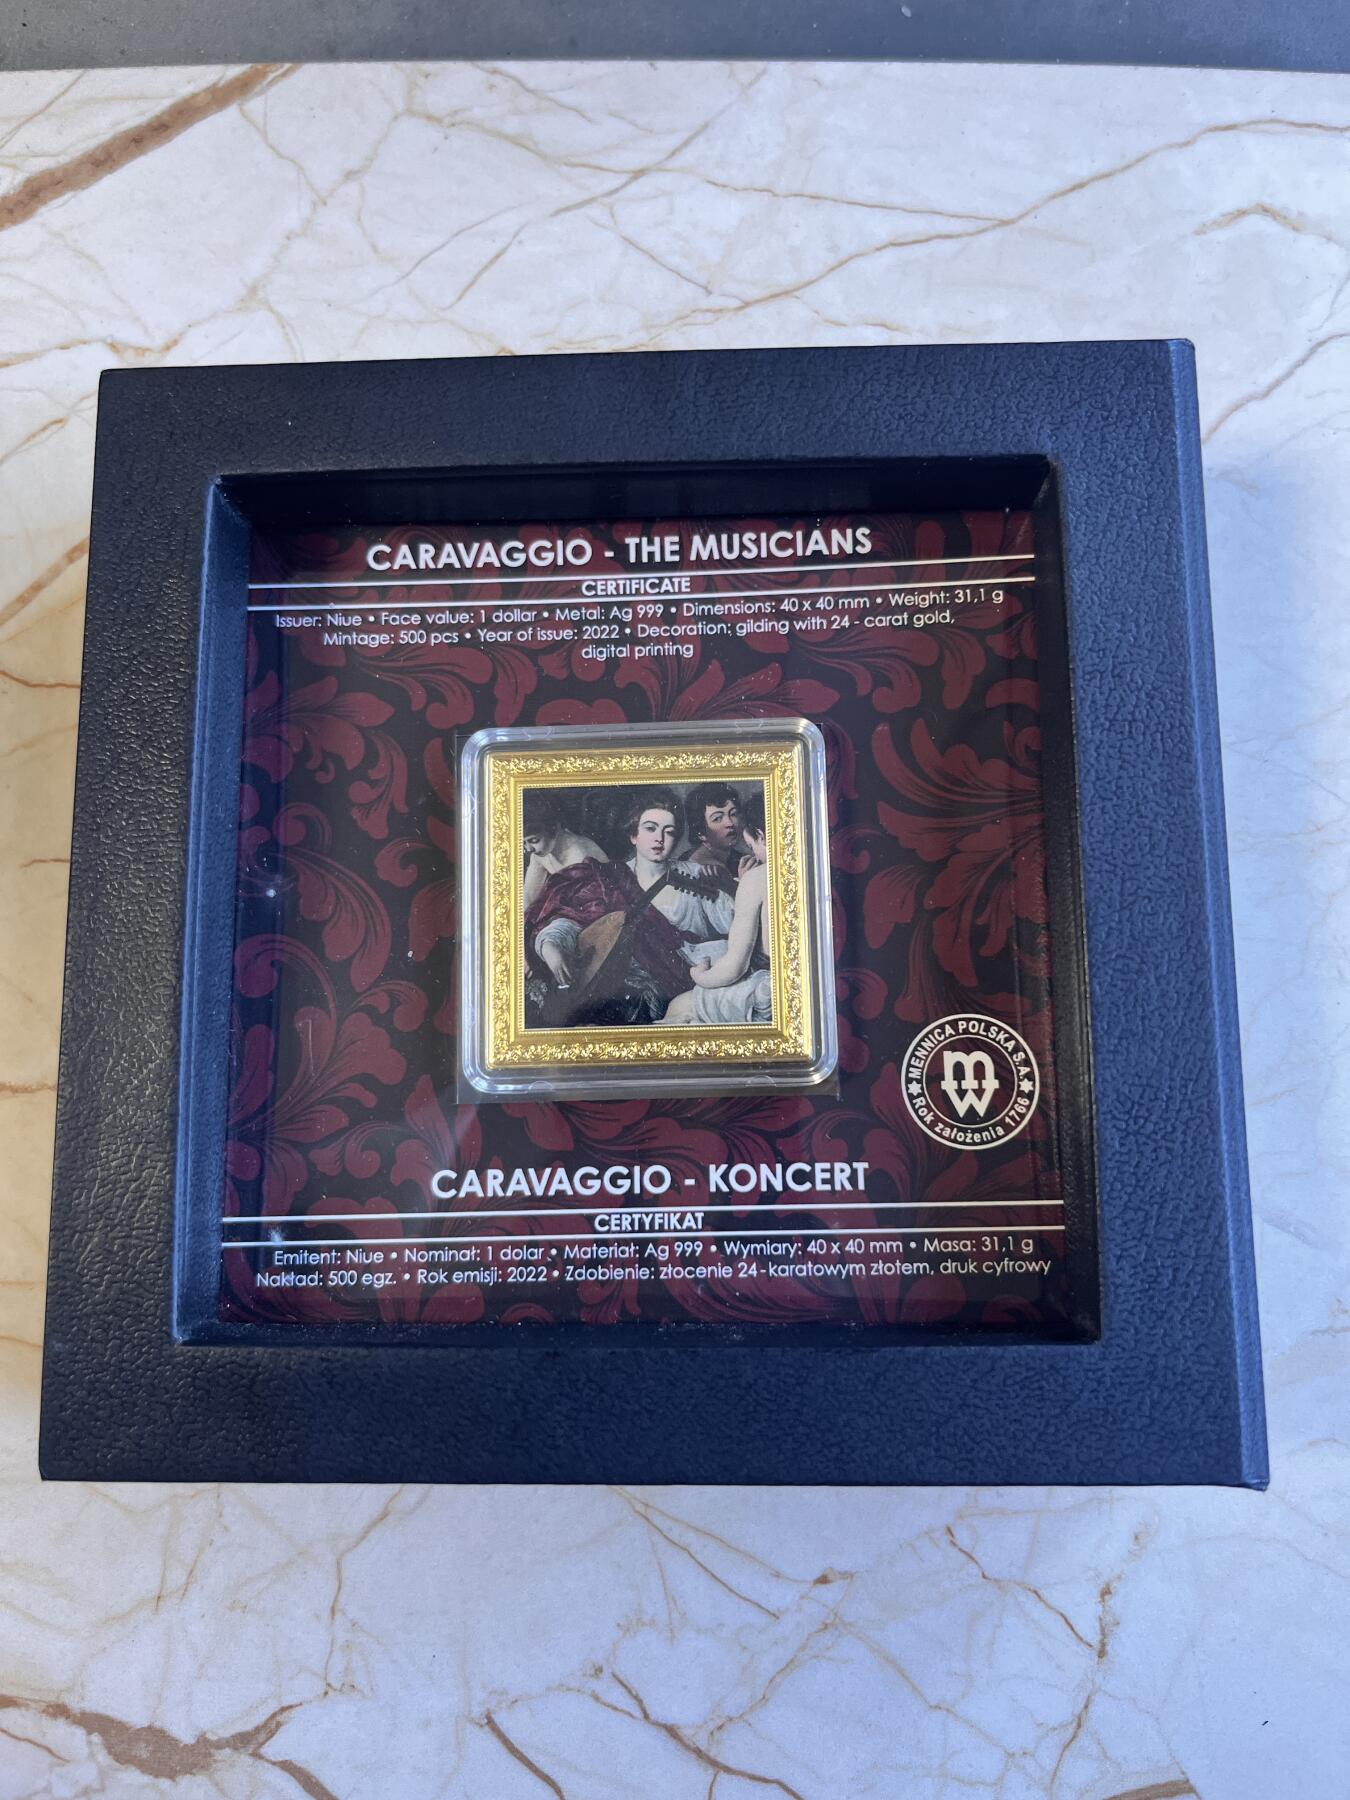 CARAVAGGIO - THE MUSICIANS
CERTIFICATE
Issuer: Niue • Face value: 1 dollar • Metal: Ag 999 • Dimensions: 40 x 40 mm • Weight: 31,1 g
Mintage: 500 pcs • Year of issue: 2022 • Decoration: gilding with 24 - carat gold,
digital printing
MENNICA POLSKA S.A.
mw
Rok założenia 1766
CARAVAGGIO - KONCERT
CERTYFIKAT
Emitent: Niue • Nominał: 1 dolar • Materiał: Ag 999 • Wymiary: 40 x 40 mm • Masa: 31,1 g
Nakład: 500 egz. • Rok emisji: 2022 • Zdobienie: złocenie 24-karatowym złotem, druk cyfrowy